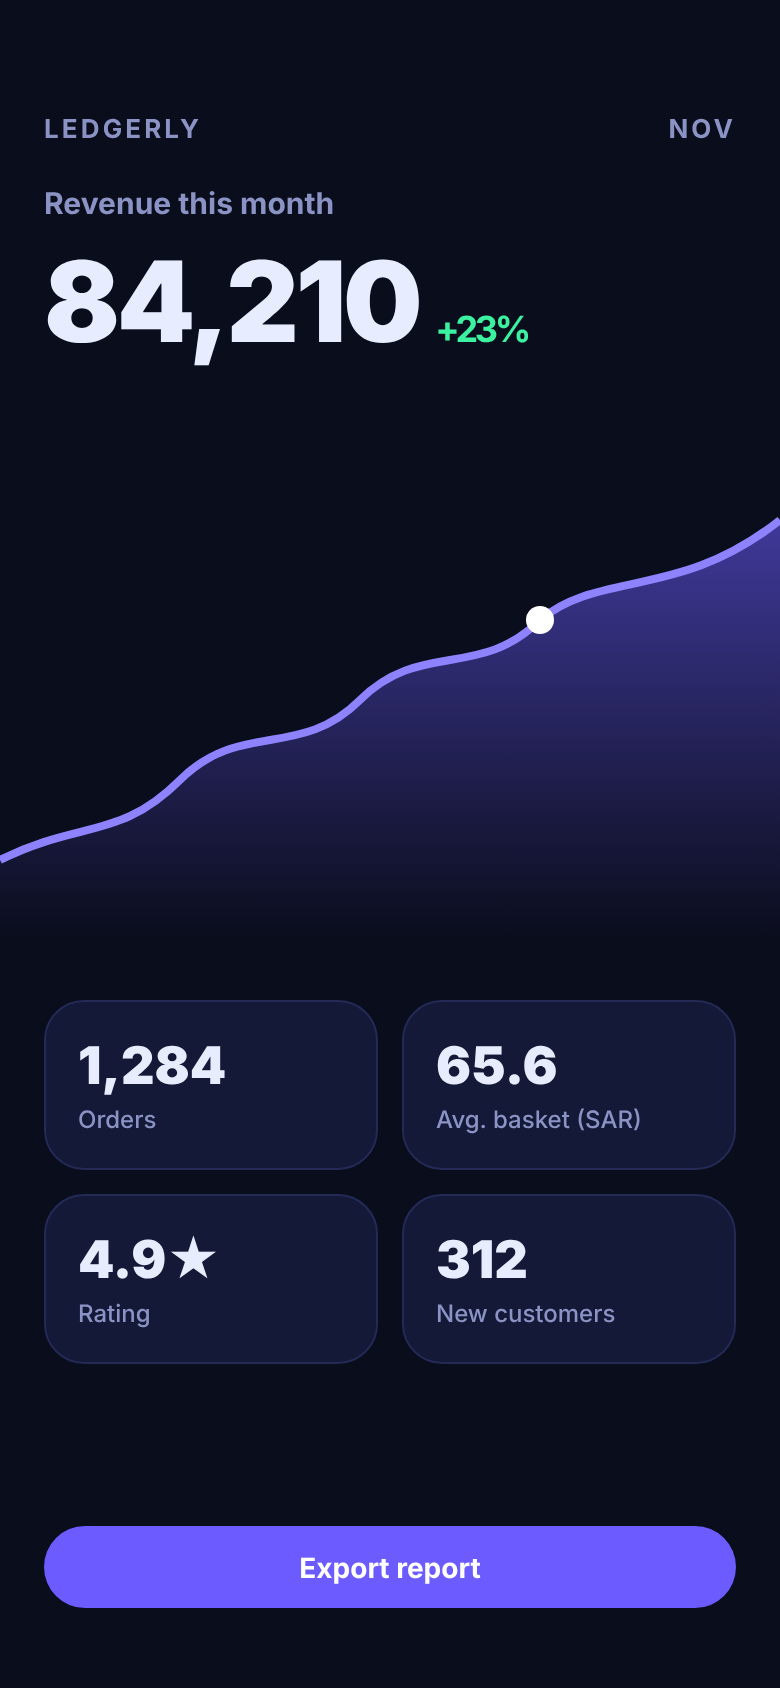 LEDGERLY NOV
Revenue this month
84,210 +23%
1,284
Orders
65.6
Avg. basket (SAR)
4.9★
Rating
312
New customers
Export report